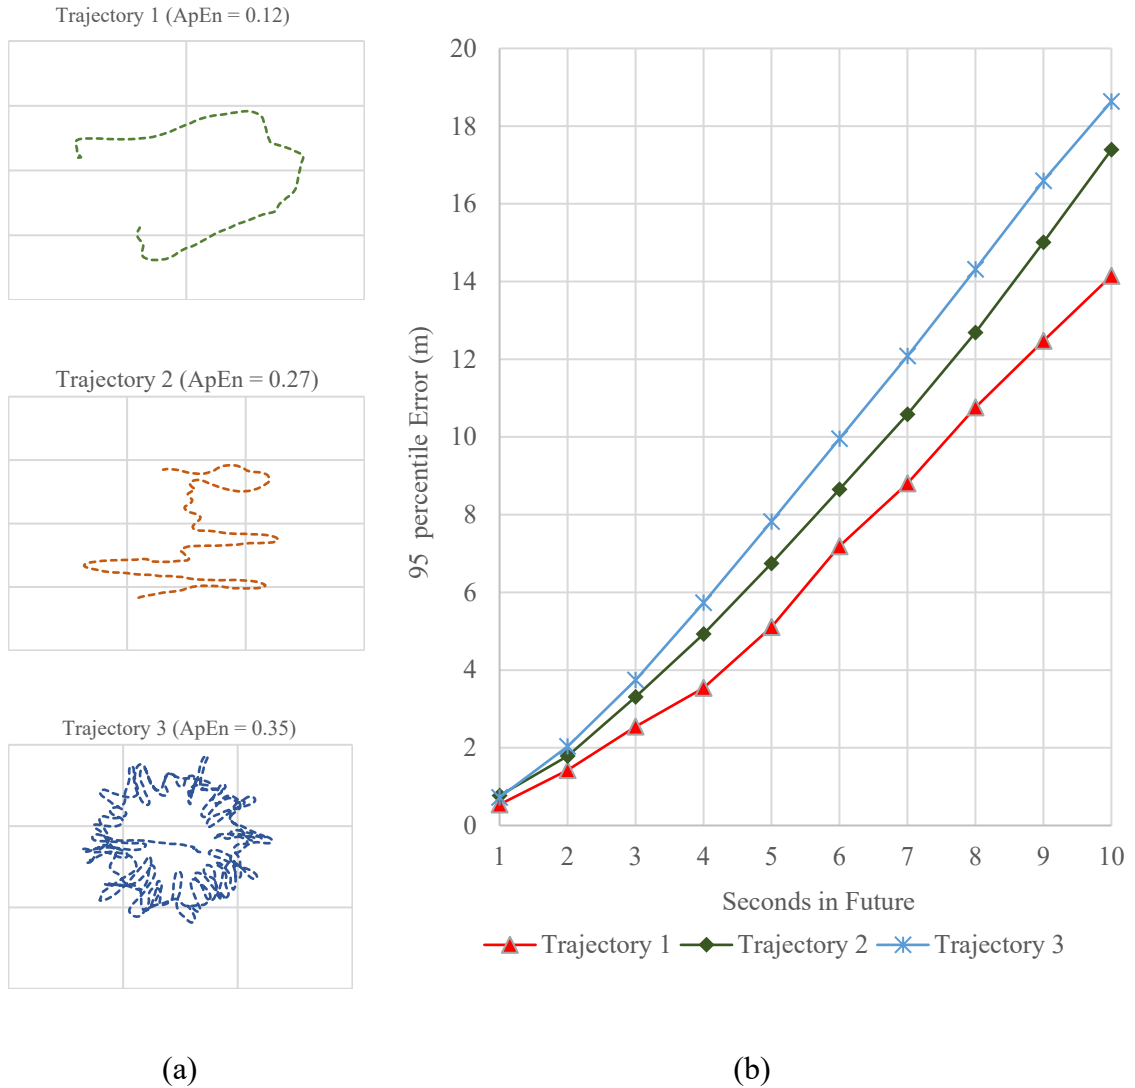 Trajectory 1 (ApEn = 0.12)
Trajectory 2 (ApEn = 0.27)
Trajectory 3 (ApEn = 0.35)
(a)
95 percentile Error (m)
20
18
16
14
12
10
8
6
4
2
0
1 2 3 4 5 6 7 8 9 10
Seconds in Future
Trajectory 1 Trajectory 2 Trajectory 3
(b)